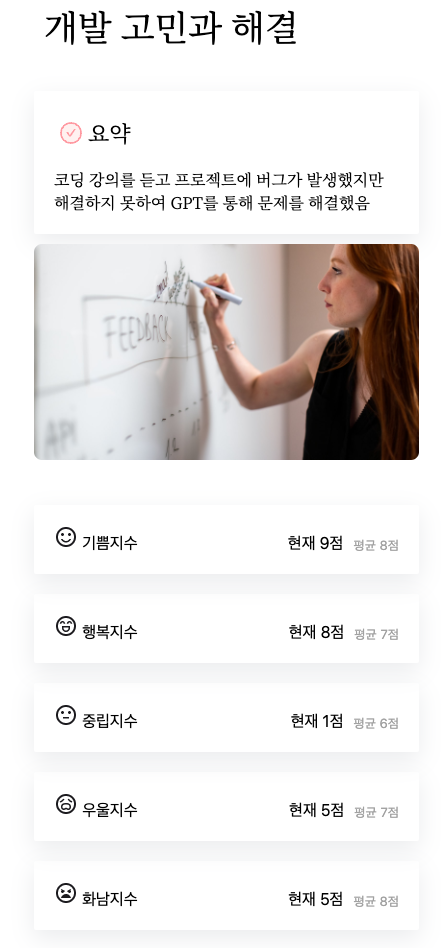 개발 고민과 해결
요약
코딩 강의를 듣고 프로젝트에 버그가 발생했지만
해결하지 못하여 GPT를 통해 문제를 해결했음
FEEDBACK
API
기쁨지수 현재 9점 평균 8점
행복지수 현재 8점 평균 7점
중립지수 현재 1점 평균 6점
우울지수 현재 5점 평균 7점
화남지수 현재 5점 평균 8점